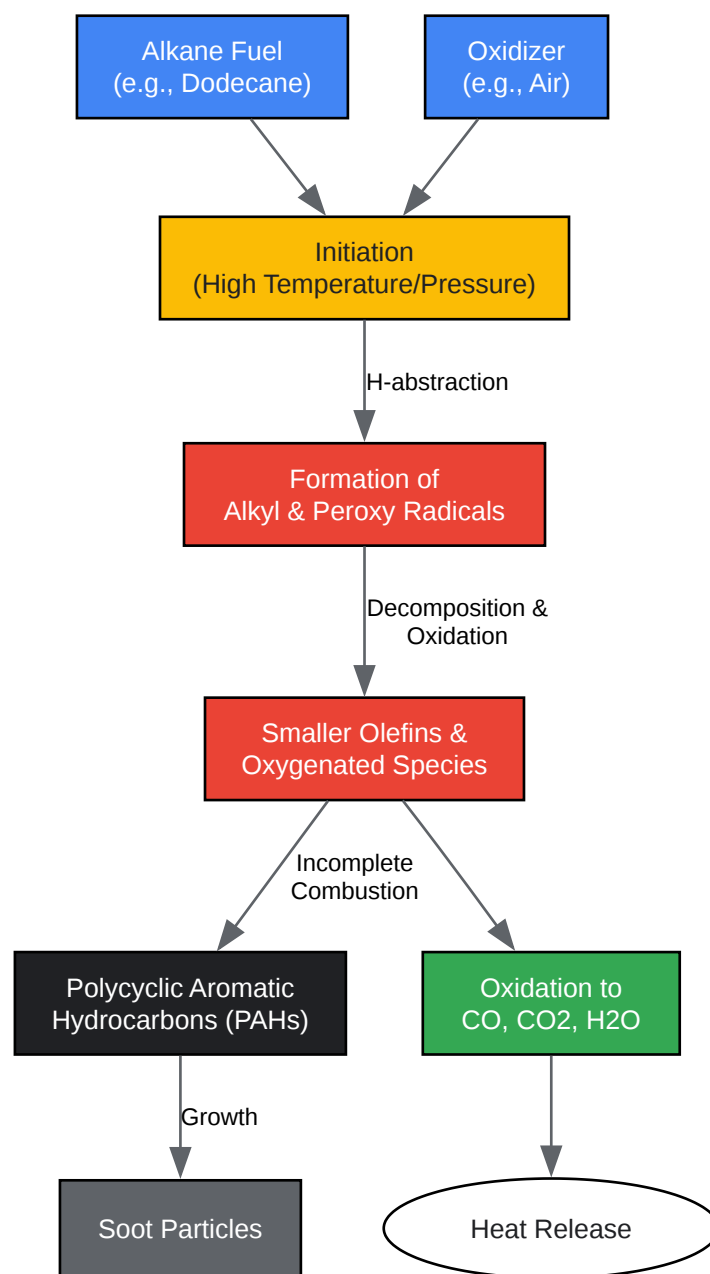 Alkane Fuel
(e.g., Dodecane)
Oxidizer
(e.g., Air)
Initiation
(High Temperature/Pressure)
H-abstraction
Formation of
Alkyl & Peroxy Radicals
Decomposition &
Oxidation
Smaller Olefins &
Oxygenated Species
Incomplete
Combustion
Polycyclic Aromatic
Hydrocarbons (PAHs)
Oxidation to
CO, CO2, H2O
Growth
Soot Particles
Heat Release